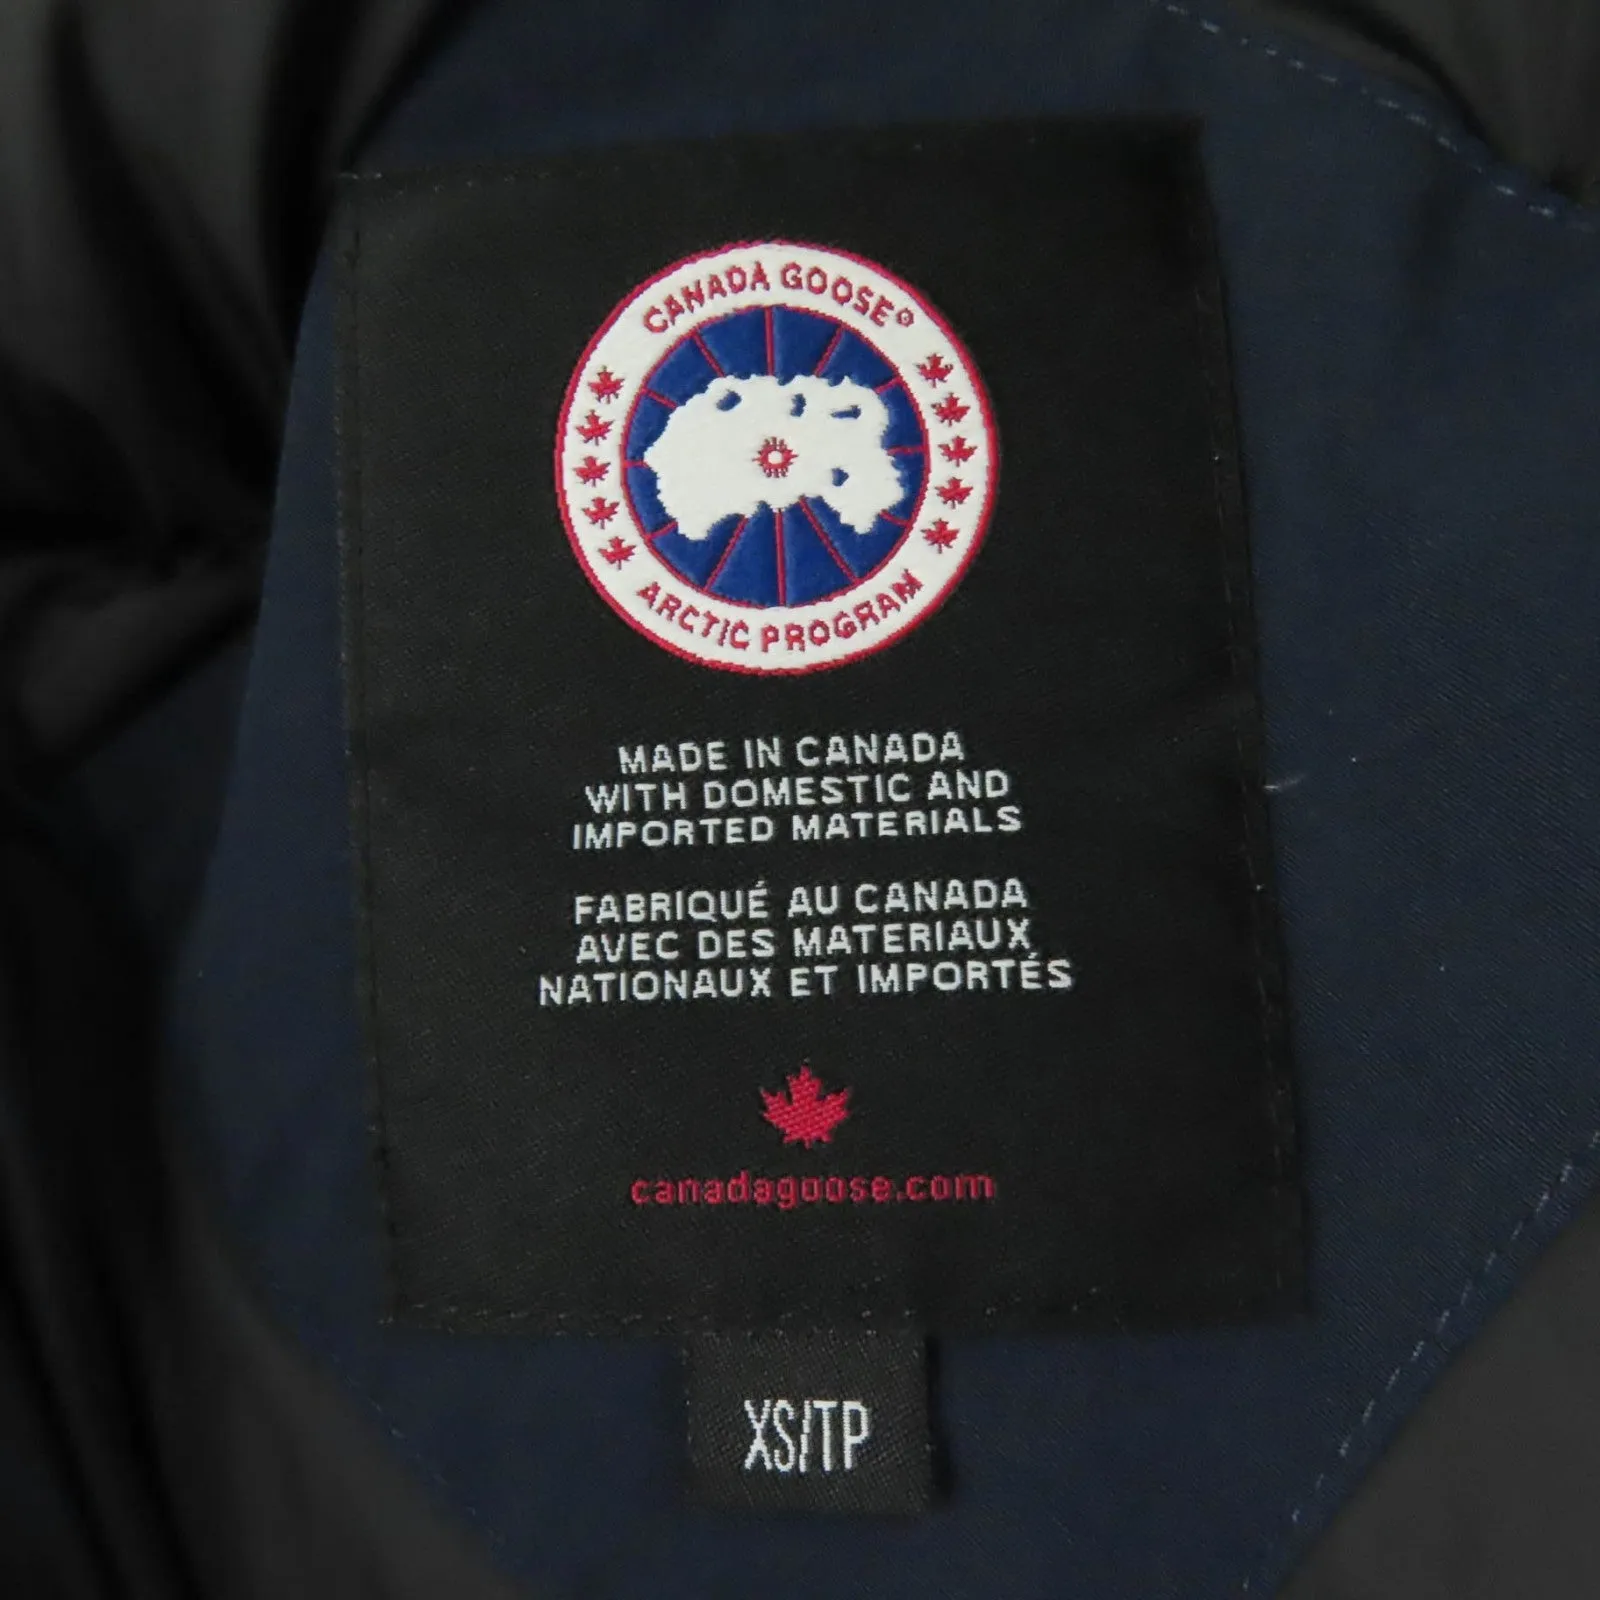 CANADA GOOSE®
ARCTIC PROGRAM
MADE IN CANADA
WITH DOMESTIC AND
IMPORTED MATERIALS
FABRIQUÉ AU CANADA
AVEC DES MATERIAUX
NATIONAUX ET IMPORTÉS
canadagoose.com
XS/TP